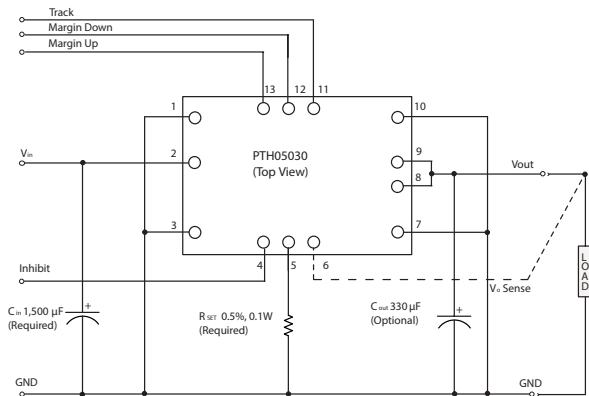 Track
Margin Down
Margin Up
13 12 11
1
10
PTH05030
(Top View)
Vin
2
9
Vout
8
3
7
4 5 6
Inhibit
Vo Sense
LOAD
Cin 1,500 µF
(Required)
+
RSET 0.5%, 0.1W
(Required)
Cout 330 µF
(Optional)
+
GND
GND